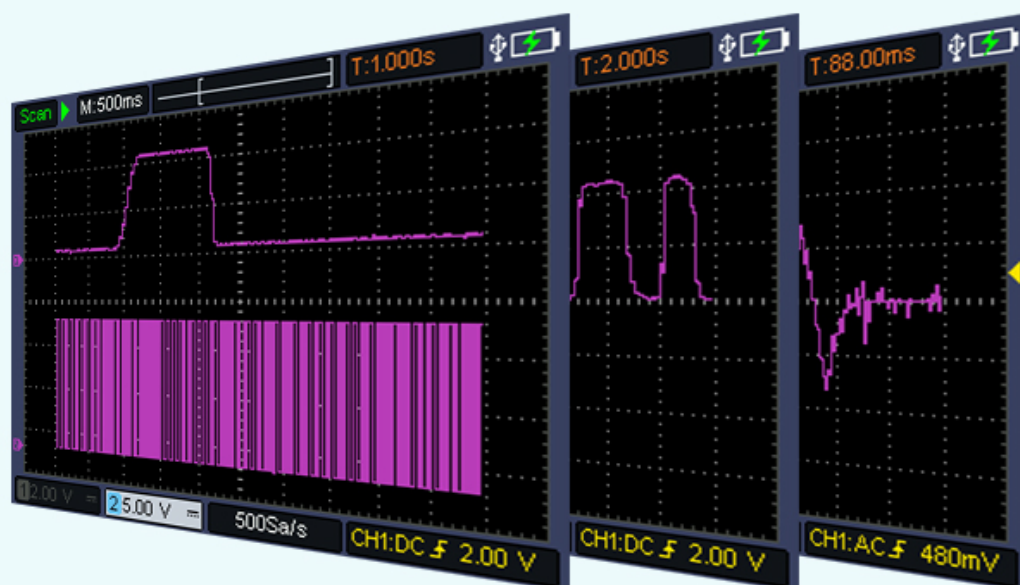 Scan M:500ms T:1.000s
1 2.00 V 2 5.00 V 500Sa/s CH1:DC 2.00 V
T:2.000s
CH1:DC 2.00 V
T:88.00ms
CH1:AC 480mV